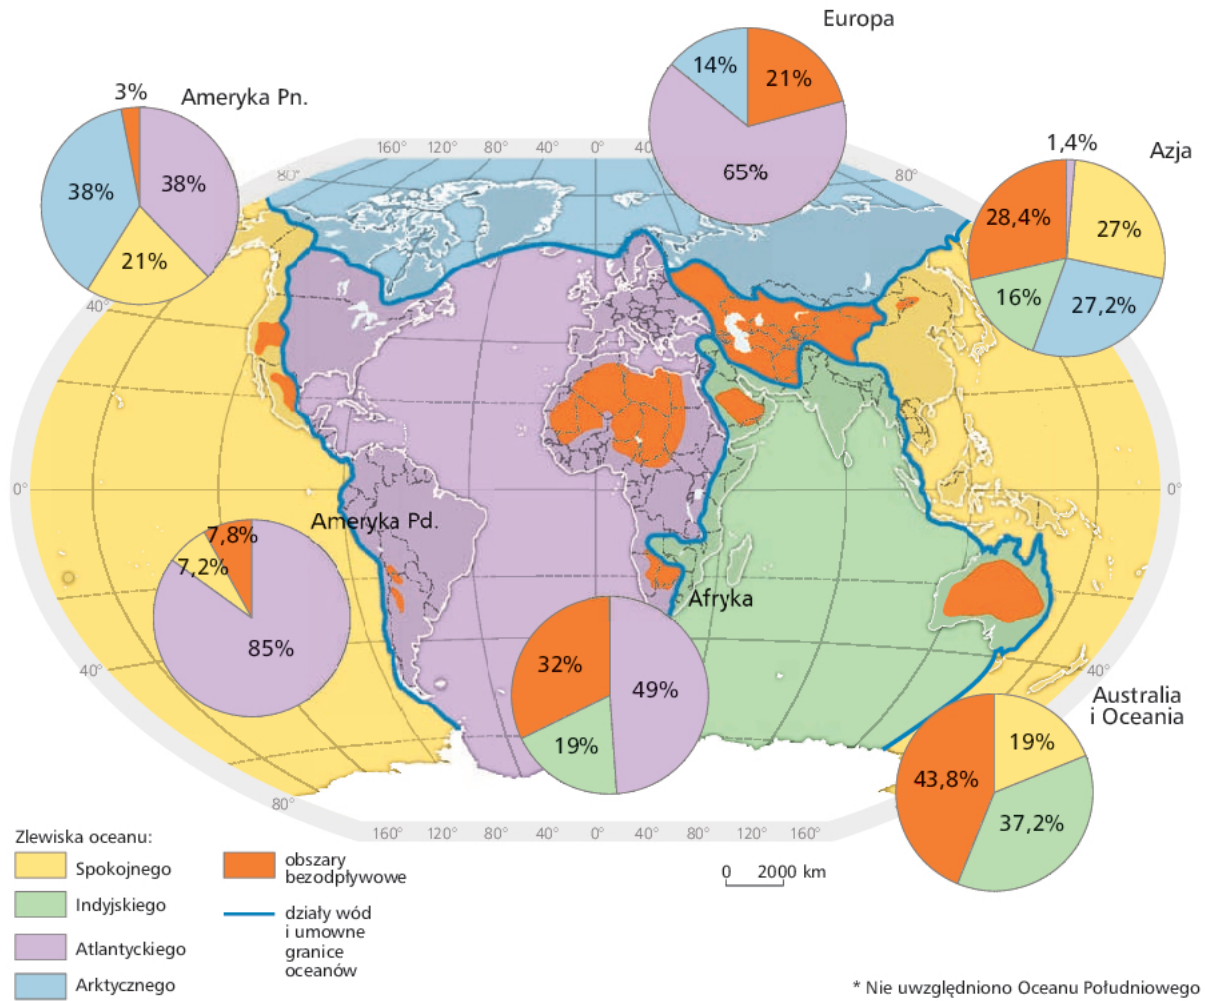 Europa
14%
21%
65%
Ameryka Pn.
3%
38%
38%
21%
Azja
1,4%
28,4%
27%
16%
27,2%
160° 120° 80° 40° 0° 40
80°
80°
40°
0°
0°
Ameryka Pd.
7,8%
7,2%
85%
Afryka
32%
49%
19%
40°
40°
Australia
i Oceania
19%
43,8%
37,2%
80°
160° 120° 80° 40° 0° 40° 80° 120° 160°
0 2000 km
Zlewiska oceanu:
Spokojnego
Indyjskiego
Atlantyckiego
Arktycznego
obszary
bezodpływowe
działy wód
i umowne
granice
oceanów
* Nie uwzględniono Oceanu Południowego